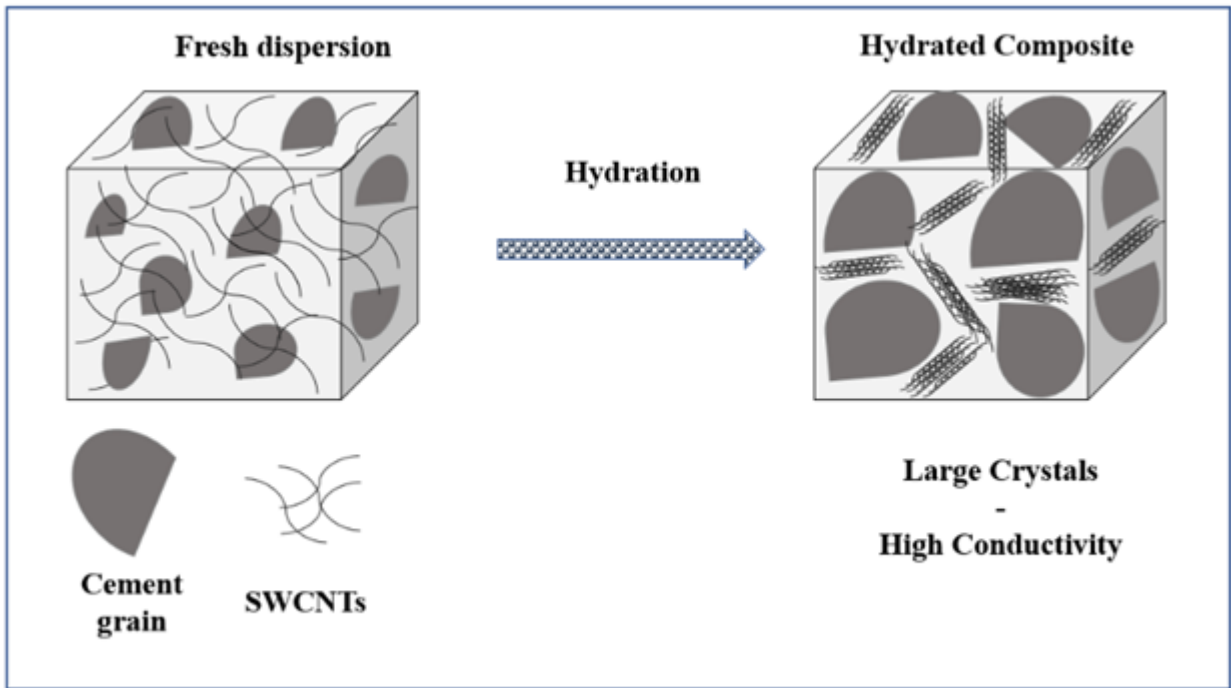 Fresh dispersion
Hydrated Composite
Hydration
Cement
grain
SWCNTs
Large Crystals
-
High Conductivity